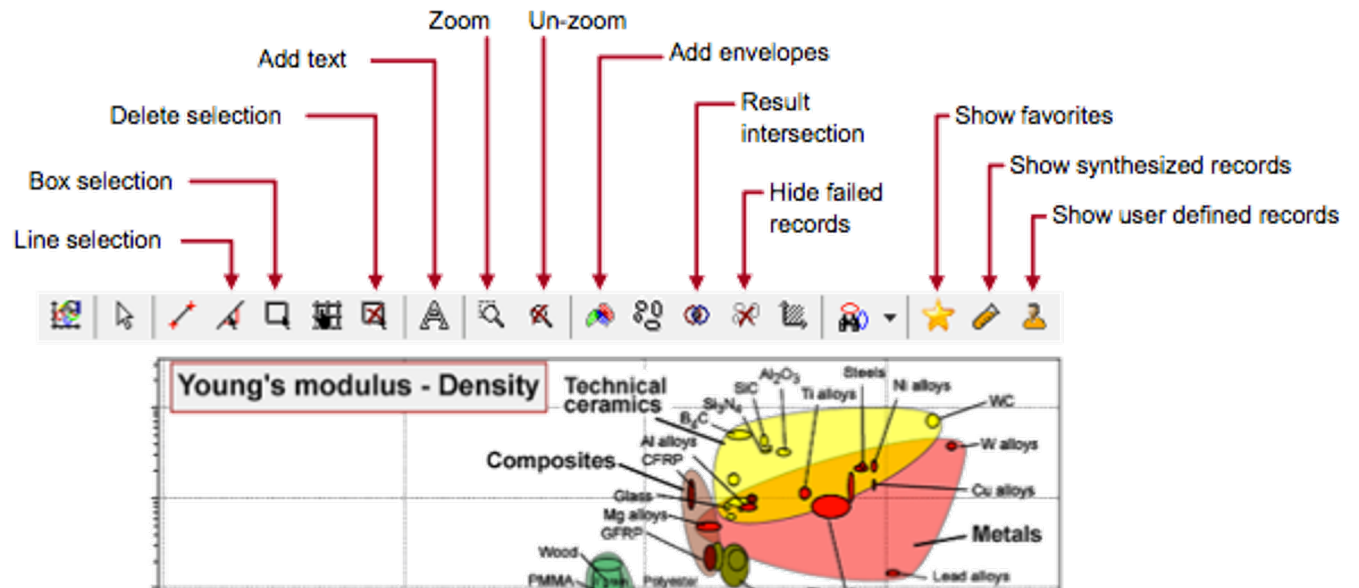 Zoom
Un-zoom
Add text
Add envelopes
Delete selection
Result
intersection
Show favorites
Box selection
Show synthesized records
Hide failed
records
Line selection
Show user defined records
A
Young's modulus - Density
Technical
ceramics
Al2O3
Steels
SiC
Ti alloys
Ni alloys
Si3N4
WC
B4C
Al alloys
W alloys
Composites
CFRP
Glass
Cu alloys
Mg alloys
GFRP
Metals
Wood
PMMA
Polyester
Lead alloys